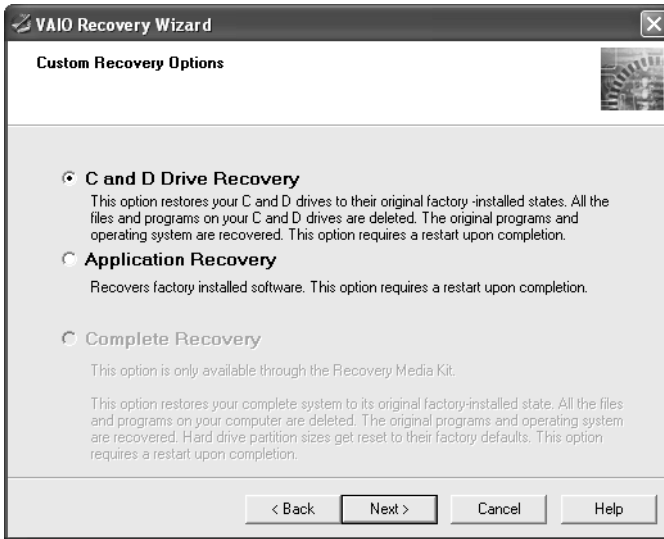 VAIO Recovery Wizard
Custom Recovery Options
C and D Drive Recovery
This option restores your C and D drives to their original factory -installed states. All the
files and programs on your C and D drives are deleted. The original programs and
operating system are recovered. This option requires a restart upon completion.
Application Recovery
Recovers factory installed software. This option requires a restart upon completion.
Complete Recovery
This option is only available through the Recovery Media Kit.
This option restores your complete system to its original factory-installed state. All the files
and programs on your computer are deleted. The original programs and operating system
are recovered. Hard drive partition sizes get reset to their factory defaults. This option
requires a restart upon completion.
< Back Next > Cancel Help